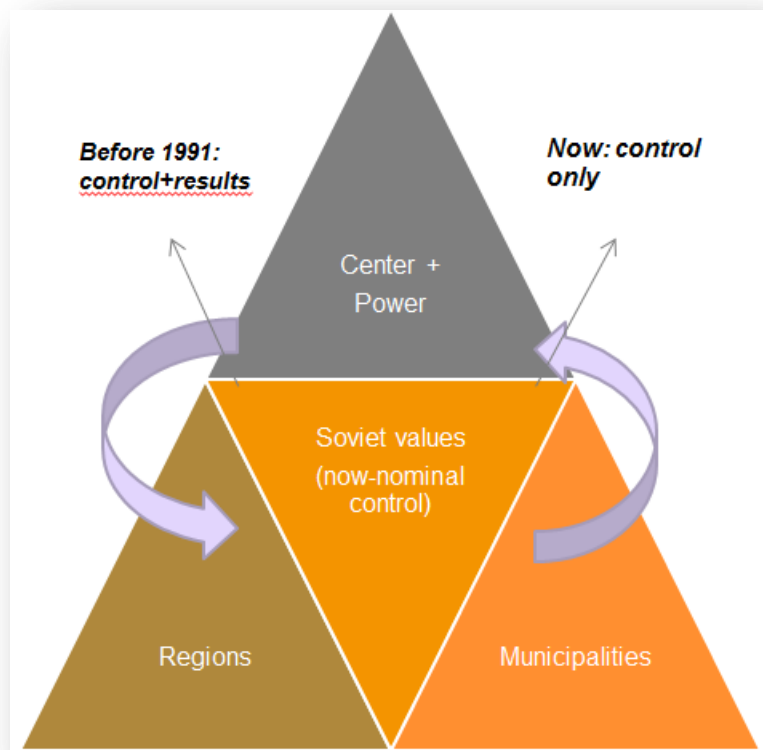 Before 1991:
control+results
Now: control
only
Center +
Power
Soviet values
(now-nominal
control)
Regions
Municipalities